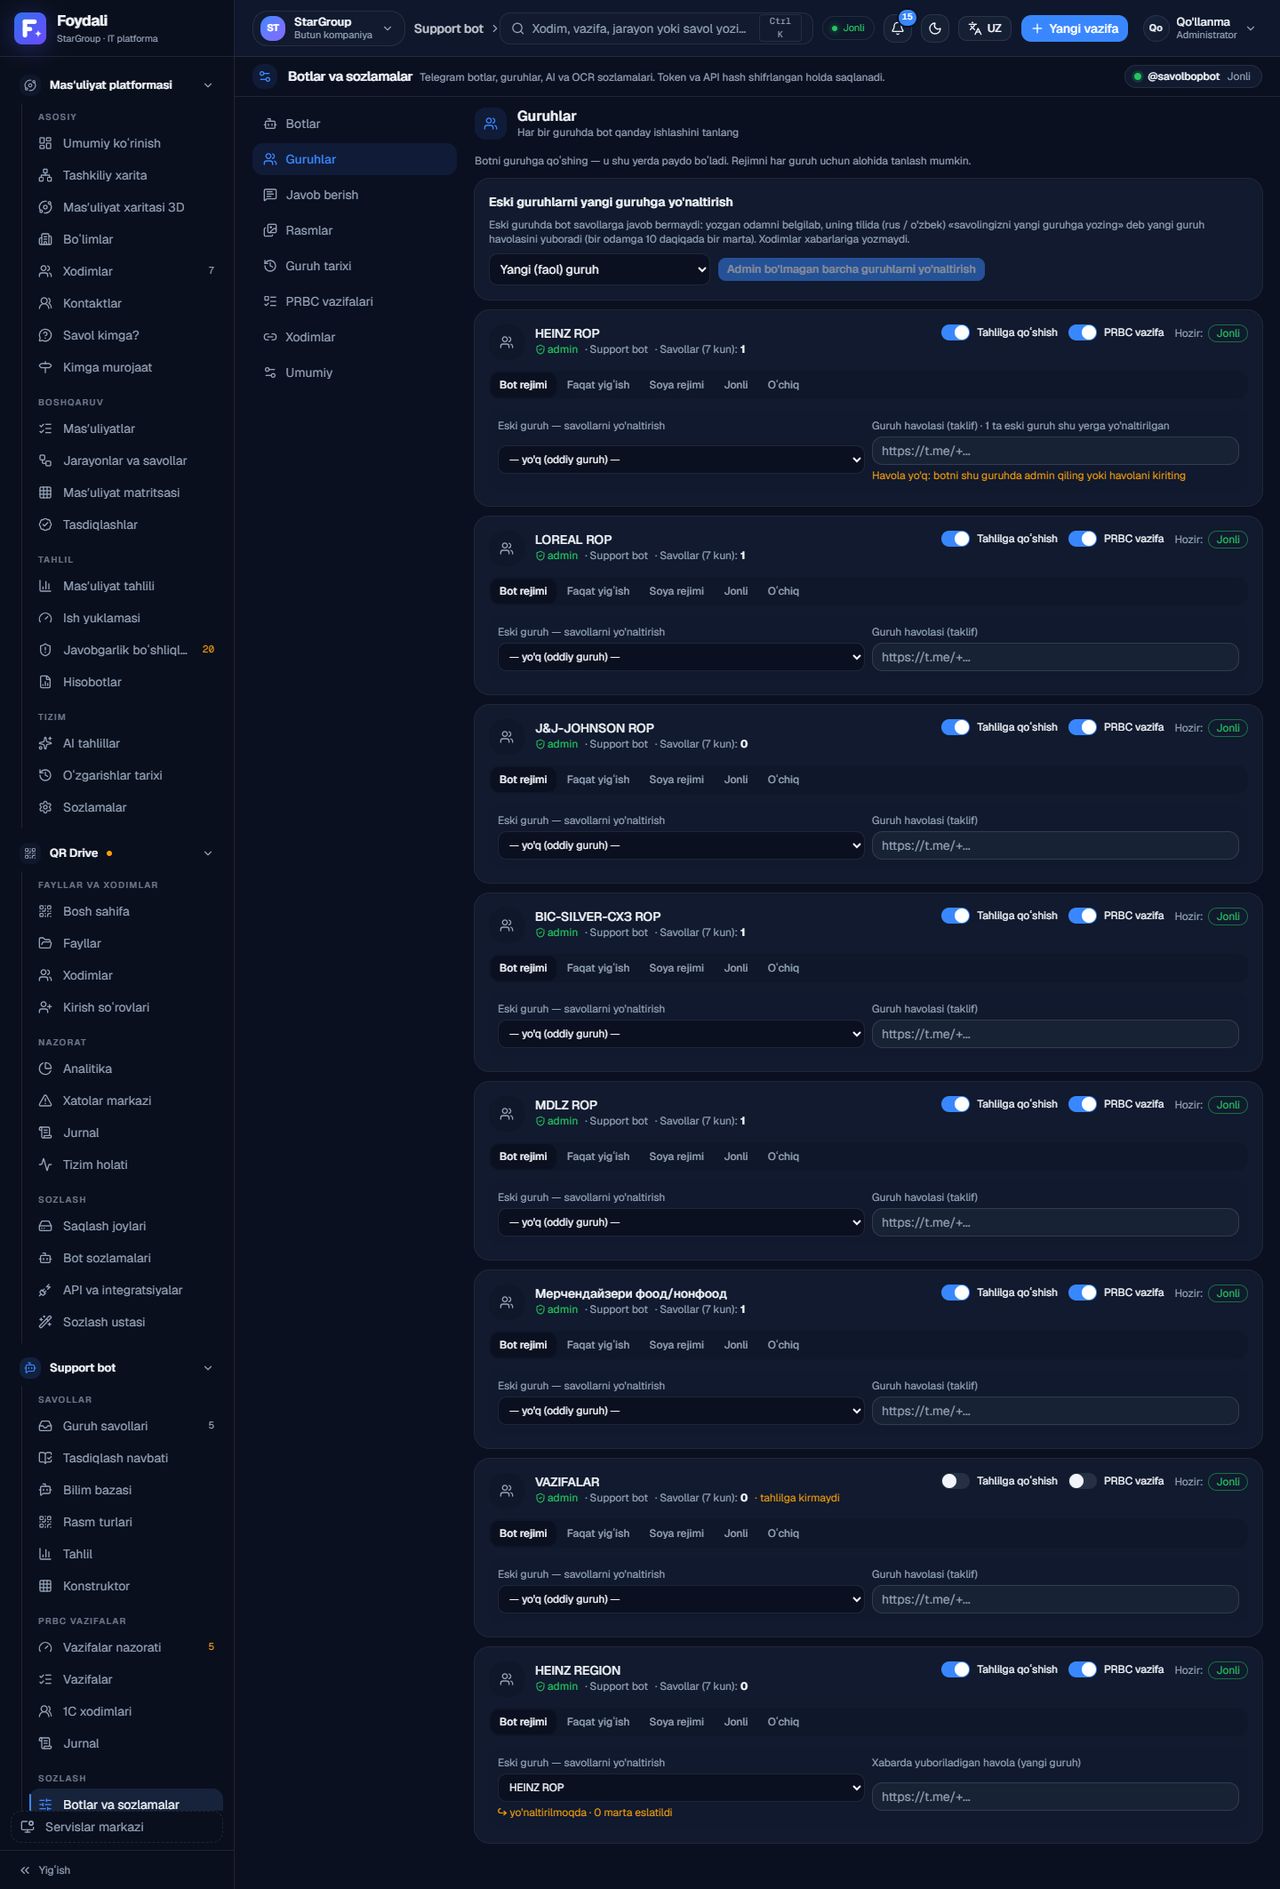 Foydali
StarGroup · IT platforma
ST
StarGroup
Butun kompaniya
Support bot
Xodim, vazifa, jarayon yoki savol yozi...
Ctrl K
Jonli
15
UZ
Yangi vazifa
Qo
Qo'llanma
Administrator
Botlar va sozlamalar
Telegram botlar, guruhlar, AI va OCR sozlamalari. Token va API hash shifrlangan holda saqlanadi.
@savolbopbot Jonli
Mas'uliyat platformasi
ASOSIY
Umumiy ko'rinish
Tashkiliy xarita
Mas'uliyat xaritasi 3D
Bo'limlar
Xodimlar 7
Kontaktlar
Savol kimga?
Kimga murojaat
BOSHQARUV
Mas'uliyatlar
Jarayonlar va savollar
Mas'uliyat matritsasi
Tasdiqlashlar
TAHLIL
Mas'uliyat tahlili
Ish yuklamasi
Javobgarlik bo'shliql... 20
Hisobotlar
TIZIM
AI tahlillar
O'zgarishlar tarixi
Sozlamalar
QR Drive
FAYLLAR VA XODIMLAR
Bosh sahifa
Fayllar
Xodimlar
Kirish so'rovlari
NAZORAT
Analitika
Xatolar markazi
Jurnal
Tizim holati
SOZLASH
Saqlash joylari
Bot sozlamalari
API va integratsiyalar
Sozlash ustasi
Support bot
SAVOLLAR
Guruh savollari 5
Tasdiqlash navbati
Bilim bazasi
Rasm turlari
Tahlil
Konstruktor
PRBC VAZIFALAR
Vazifalar nazorati 5
Vazifalar
1C xodimlari
Jurnal
SOZLASH
Botlar va sozlamalar
Servislar markazi
Yig'ish
Botlar
Guruhlar
Javob berish
Rasmlar
Guruh tarixi
PRBC vazifalari
Xodimlar
Umumiy
Guruhlar
Har bir guruhda bot qanday ishlashini tanlang
Botni guruhga qo'shing — u shu yerda paydo bo'ladi. Rejimni har guruh uchun alohida tanlash mumkin.
Eski guruhlarni yangi guruhga yo'naltirish
Eski guruhda bot savollarga javob bermaydi: yozgan odamni belgilab, uning tilida (rus / o'zbek) «savolingizni yangi guruhga yozing» deb yangi guruh
havolasini yuboradi (bir odamga 10 daqiqada bir marta). Xodimlar xabarlariga yozmaydi.
Yangi (faol) guruh
Admin bo'lmagan barcha guruhlarni yo'naltirish
HEINZ ROP
admin · Support bot · Savollar (7 kun): 1
Tahlilga qo'shish PRBC vazifa Hozir: Jonli
Bot rejimi Faqat yig'ish Soya rejimi Jonli O'chiq
Eski guruh — savollarni yo'naltirish
— yo'q (oddiy guruh) —
Guruh havolasi (taklif) · 1 ta eski guruh shu yerga yo'naltirilgan
https://t.me/+...
Havola yo'q: botni shu guruhda admin qiling yoki havolani kiriting
LOREAL ROP
admin · Support bot · Savollar (7 kun): 1
Tahlilga qo'shish PRBC vazifa Hozir: Jonli
Bot rejimi Faqat yig'ish Soya rejimi Jonli O'chiq
Eski guruh — savollarni yo'naltirish
— yo'q (oddiy guruh) —
Guruh havolasi (taklif)
https://t.me/+...
J&J-JOHNSON ROP
admin · Support bot · Savollar (7 kun): 0
Tahlilga qo'shish PRBC vazifa Hozir: Jonli
Bot rejimi Faqat yig'ish Soya rejimi Jonli O'chiq
Eski guruh — savollarni yo'naltirish
— yo'q (oddiy guruh) —
Guruh havolasi (taklif)
https://t.me/+...
BIC-SILVER-CX3 ROP
admin · Support bot · Savollar (7 kun): 1
Tahlilga qo'shish PRBC vazifa Hozir: Jonli
Bot rejimi Faqat yig'ish Soya rejimi Jonli O'chiq
Eski guruh — savollarni yo'naltirish
— yo'q (oddiy guruh) —
Guruh havolasi (taklif)
https://t.me/+...
MDLZ ROP
admin · Support bot · Savollar (7 kun): 1
Tahlilga qo'shish PRBC vazifa Hozir: Jonli
Bot rejimi Faqat yig'ish Soya rejimi Jonli O'chiq
Eski guruh — savollarni yo'naltirish
— yo'q (oddiy guruh) —
Guruh havolasi (taklif)
https://t.me/+...
Мерчендайзери фоод/нонфоод
admin · Support bot · Savollar (7 kun): 1
Tahlilga qo'shish PRBC vazifa Hozir: Jonli
Bot rejimi Faqat yig'ish Soya rejimi Jonli O'chiq
Eski guruh — savollarni yo'naltirish
— yo'q (oddiy guruh) —
Guruh havolasi (taklif)
https://t.me/+...
VAZIFALAR
admin · Support bot · Savollar (7 kun): 0 · tahlilga kirmaydi
Tahlilga qo'shish PRBC vazifa Hozir: Jonli
Bot rejimi Faqat yig'ish Soya rejimi Jonli O'chiq
Eski guruh — savollarni yo'naltirish
— yo'q (oddiy guruh) —
Guruh havolasi (taklif)
https://t.me/+...
HEINZ REGION
admin · Support bot · Savollar (7 kun): 0
Tahlilga qo'shish PRBC vazifa Hozir: Jonli
Bot rejimi Faqat yig'ish Soya rejimi Jonli O'chiq
Eski guruh — savollarni yo'naltirish
HEINZ ROP
yo'naltirilmoqda · 0 marta eslatildi
Xabarda yuboriladigan havola (yangi guruh)
https://t.me/+...